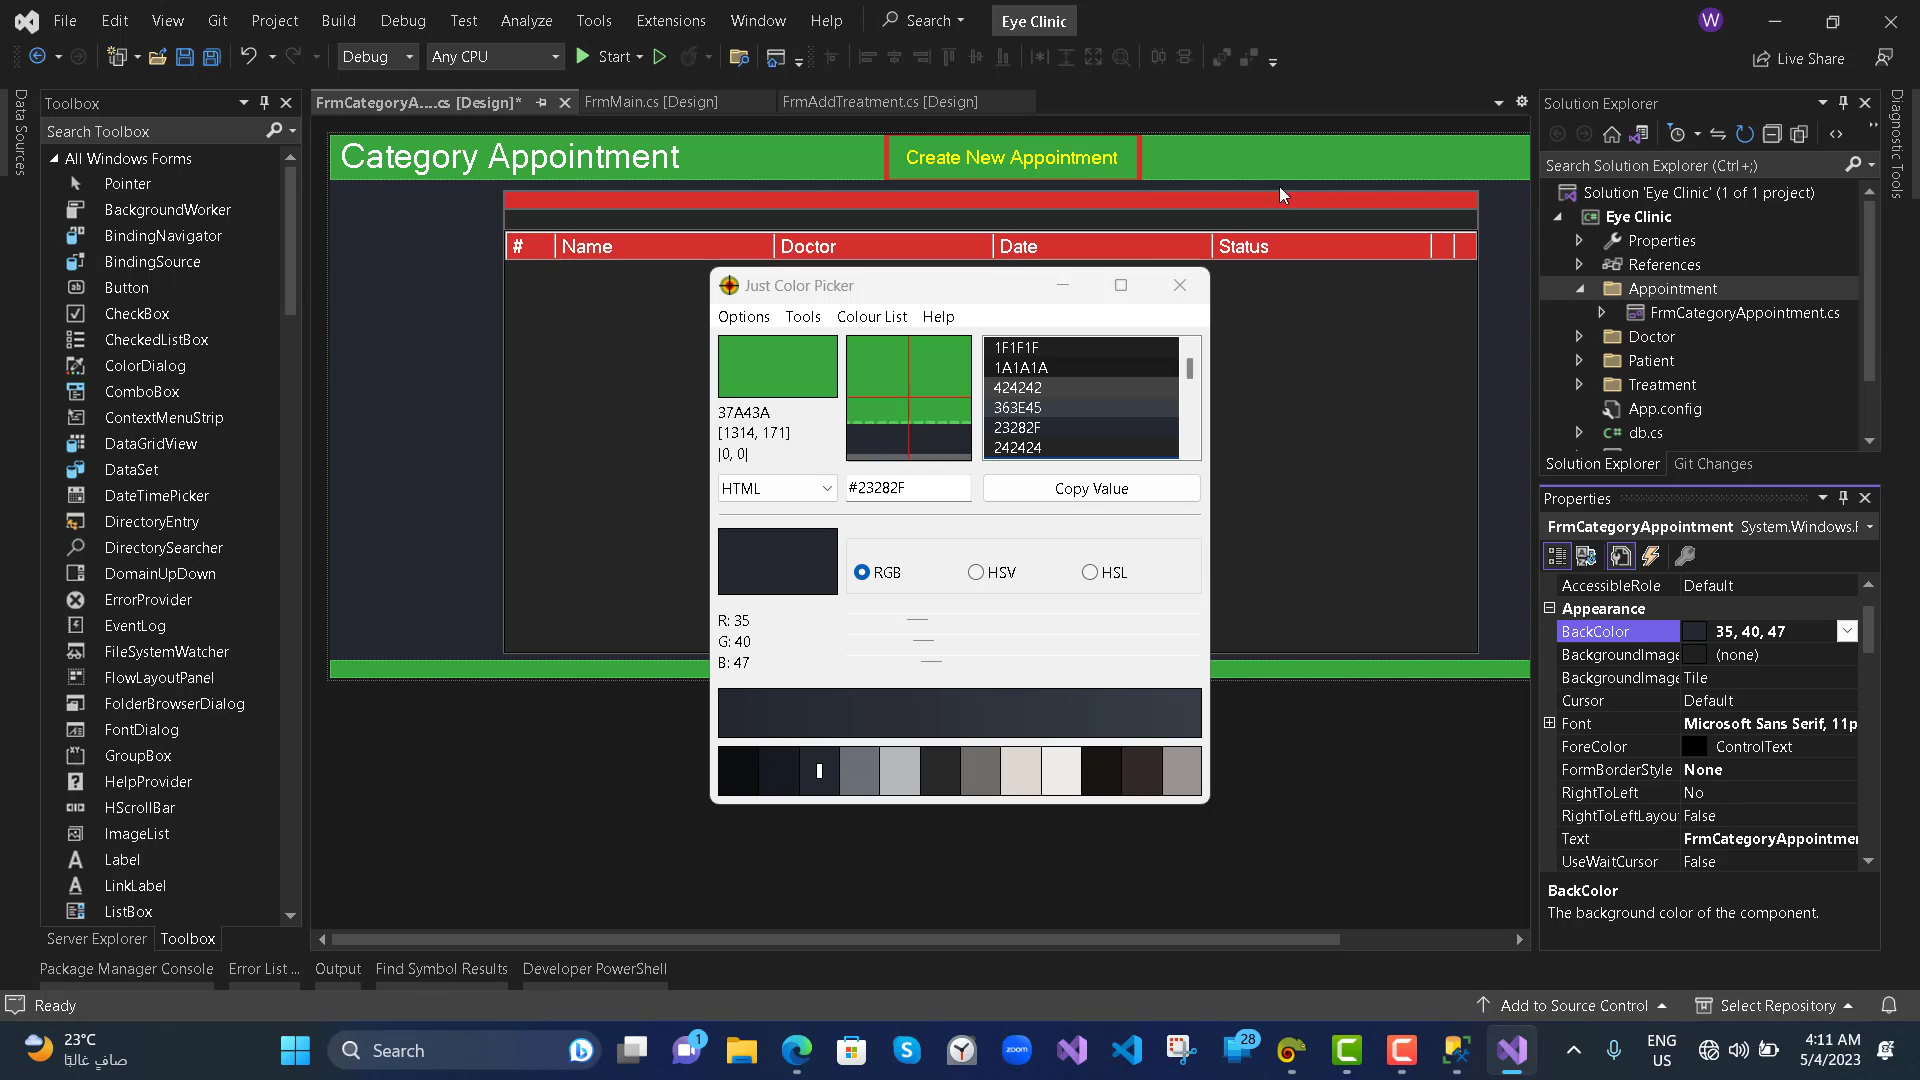 File Edit View Git Project Build Debug Test Analyze Tools Extensions Window Help Search Eye Clinic W
Debug Any CPU Start Live Share
Data Sources
Toolbox
Search Toolbox
All Windows Forms
Pointer
BackgroundWorker
BindingNavigator
BindingSource
Button
CheckBox
CheckedListBox
ColorDialog
ComboBox
ContextMenuStrip
DataGridView
DataSet
DateTimePicker
DirectoryEntry
DirectorySearcher
DomainUpDown
ErrorProvider
EventLog
FileSystemWatcher
FlowLayoutPanel
FolderBrowserDialog
FontDialog
GroupBox
HelpProvider
HScrollBar
ImageList
Label
LinkLabel
ListBox
Server Explorer Toolbox
FrmCategoryA....cs [Design]* FrmMain.cs [Design] FrmAddTreatment.cs [Design]
Category Appointment Create New Appointment
# Name Doctor Date Status
Just Color Picker
Options Tools Colour List Help
37A43A
[1314, 171]
|0, 0|
1F1F1F
1A1A1A
424242
363E45
23282F
242424
HTML #23282F Copy Value
RGB HSV HSL
R: 35
G: 40
B: 47
Solution Explorer
Search Solution Explorer (Ctrl+;)
Solution 'Eye Clinic' (1 of 1 project)
Eye Clinic
Properties
References
Appointment
FrmCategoryAppointment.cs
Doctor
Patient
Treatment
App.config
C# db.cs
Solution Explorer Git Changes
Diagnostic Tools
Properties
FrmCategoryAppointment System.Windows.F
AccessibleRole Default
Appearance
BackColor 35, 40, 47
BackgroundImage (none)
BackgroundImage Tile
Cursor Default
Font Microsoft Sans Serif, 11p
ForeColor ControlText
FormBorderStyle None
RightToLeft No
RightToLeftLayou False
Text FrmCategoryAppointmen
UseWaitCursor False
BackColor
The background color of the component.
Package Manager Console Error List ... Output Find Symbol Results Developer PowerShell
Ready Add to Source Control Select Repository
23°C
صافٍ غالبًا
Search
1
zoom
28
ENG
US
4:11 AM
5/4/2023